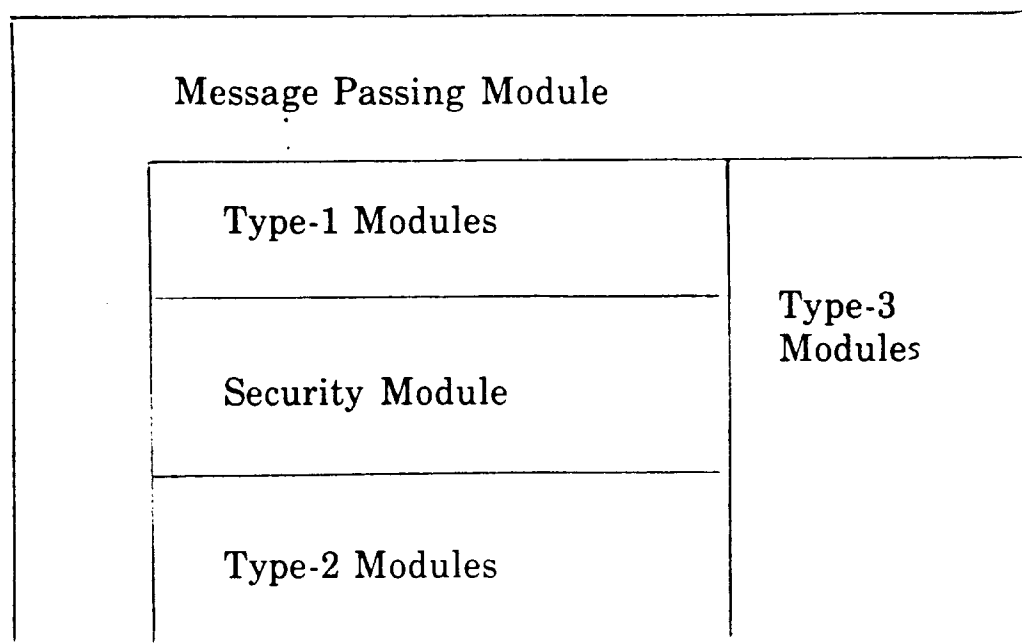 Message Passing Module
Type-1 Modules
Type-3
Modules
Security Module
Type-2 Modules